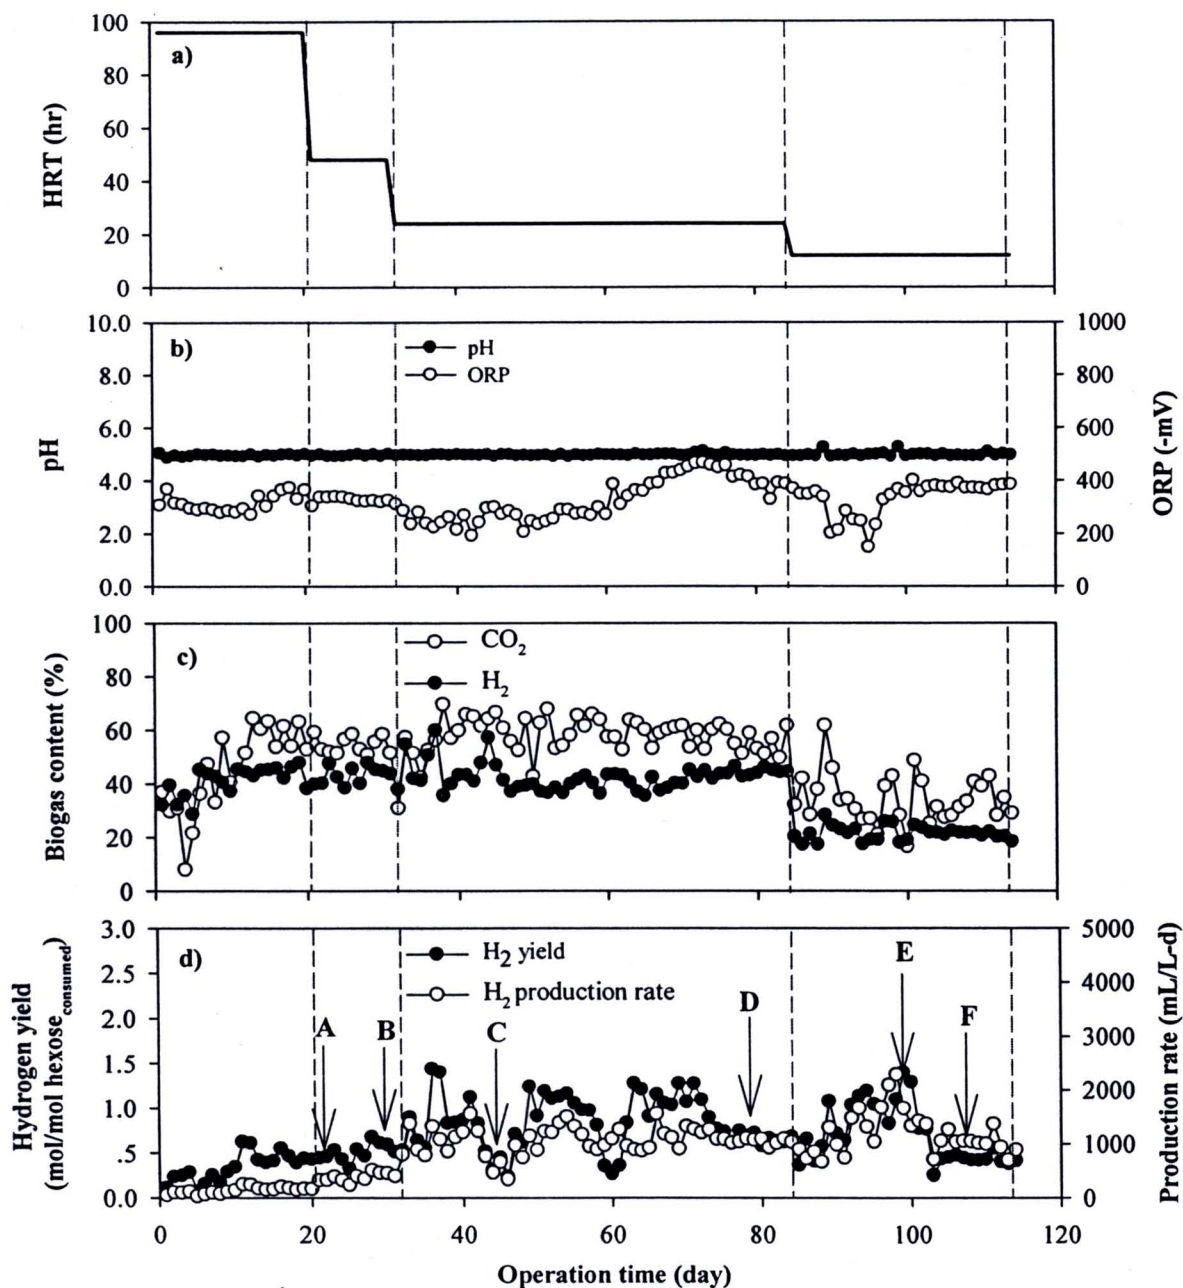 a)
HRT (hr)
100
80
60
40
20
0
b)
pH
ORP
pH
10.0
8.0
6.0
4.0
2.0
0.0
ORP (-mV)
1000
800
600
400
200
0
c)
CO2
H2
Biogas content (%)
100
80
60
40
20
0
d)
H2 yield
H2 production rate
Hydrogen yield
(mol/mol hexose consumed)
3.0
2.5
2.0
1.5
1.0
.5
0.0
A
B
C
D
E
F
Production rate (mL/L-d)
5000
4000
3000
2000
1000
0
0 20 40 60 80 100 120
Operation time (day)